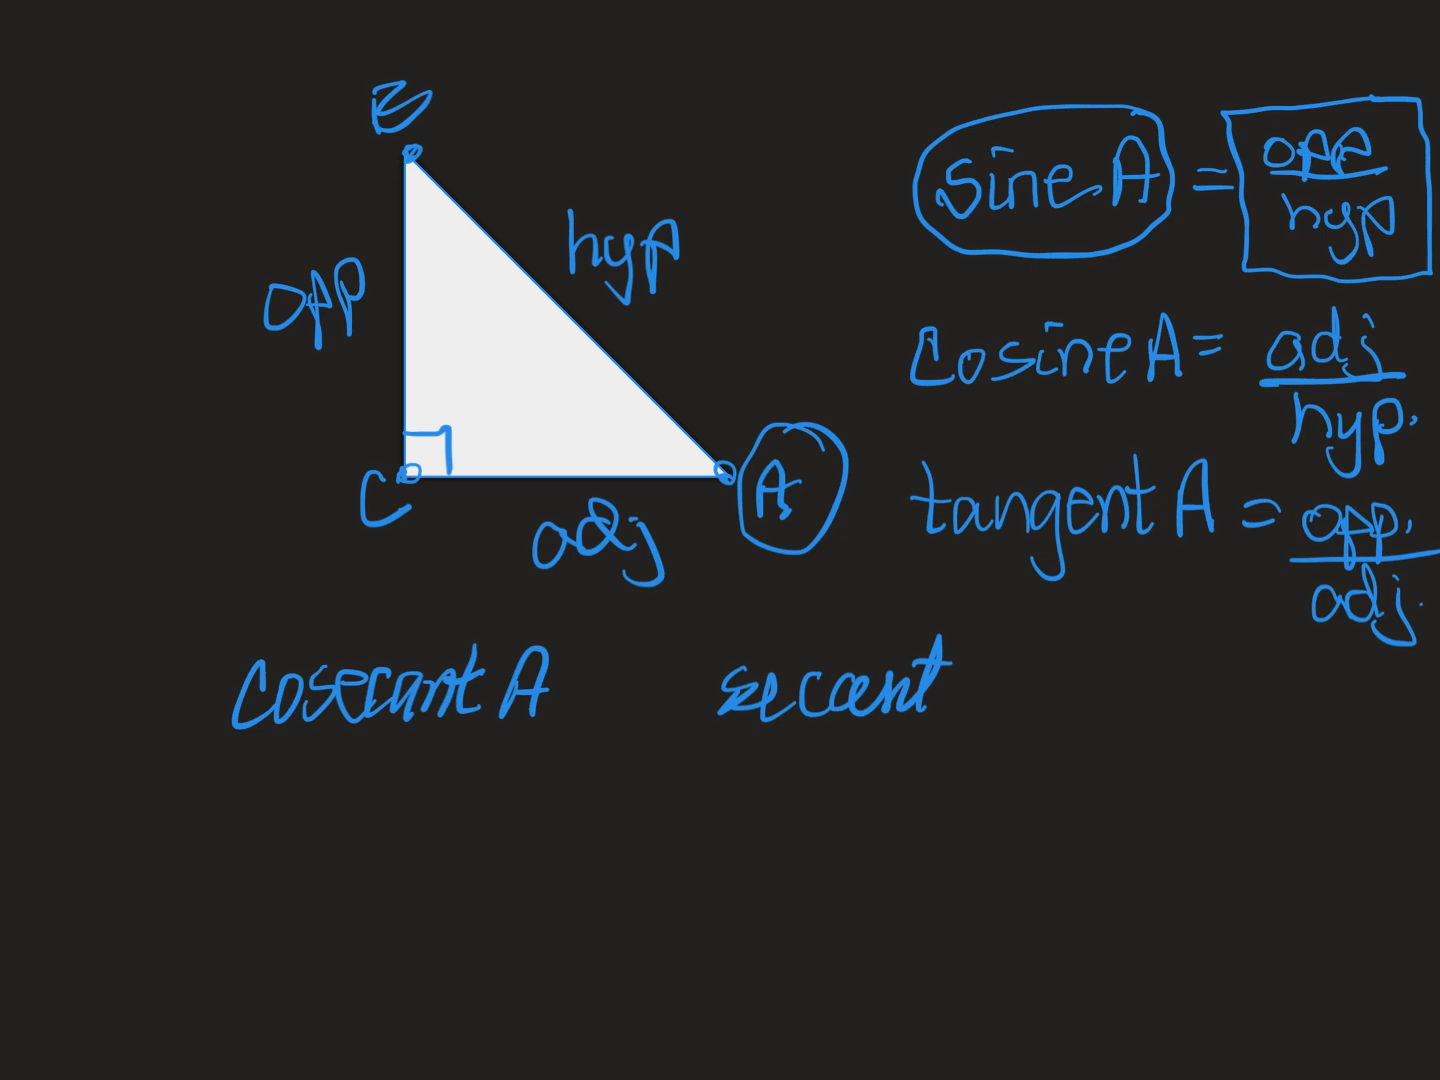 B
opp
hyp
C
adj
A
sine A = opp
hyp
Cosine A = adj
hyp.
tangent A = opp.
adj.
Cosecant A
secant